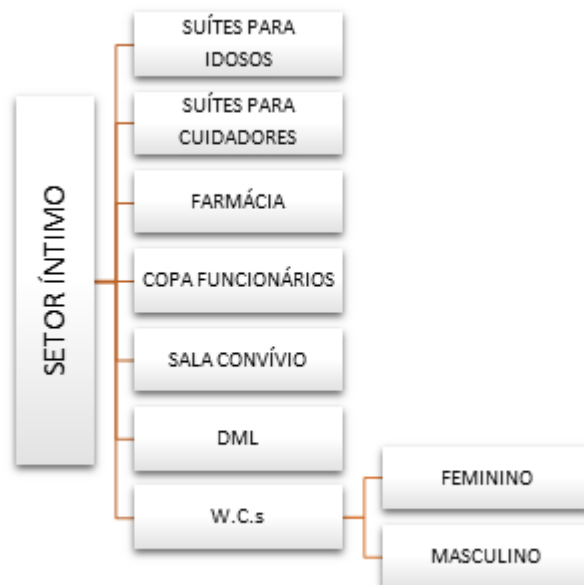 SETOR ÍNTIMO
SUÍTES PARA
IDOSOS
SUÍTES PARA
CUIDADORES
FARMÁCIA
COPA FUNCIONÁRIOS
SALA CONVÍVIO
DML
W.C.s
FEMININO
MASCULINO